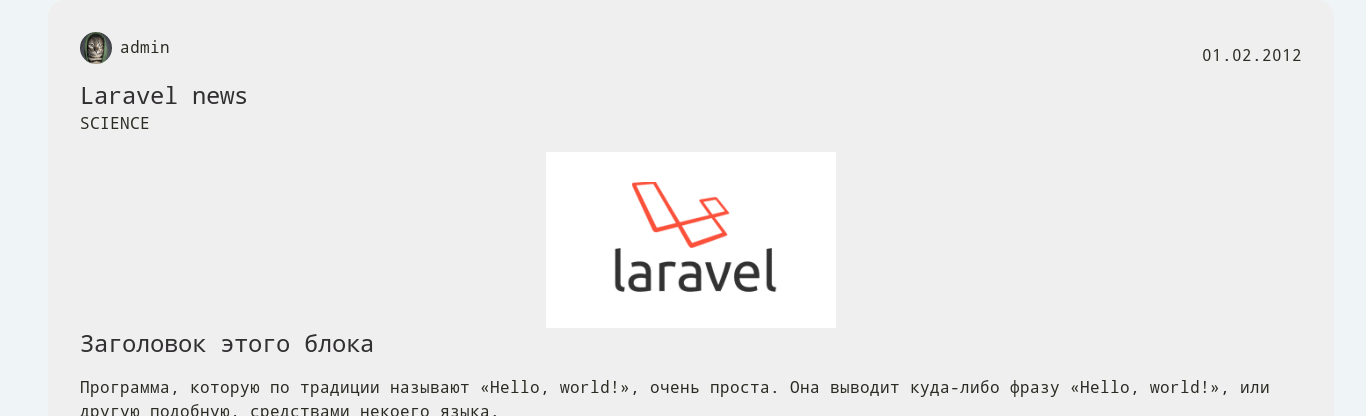 admin
01.02.2012
Laravel news
SCIENCE
laravel
Заголовок этого блока
Программа, которую по традиции называют «Hello, world!», очень проста. Она выводит куда-либо фразу «Hello, world!», или
другую подобную, средствами некоего языка.